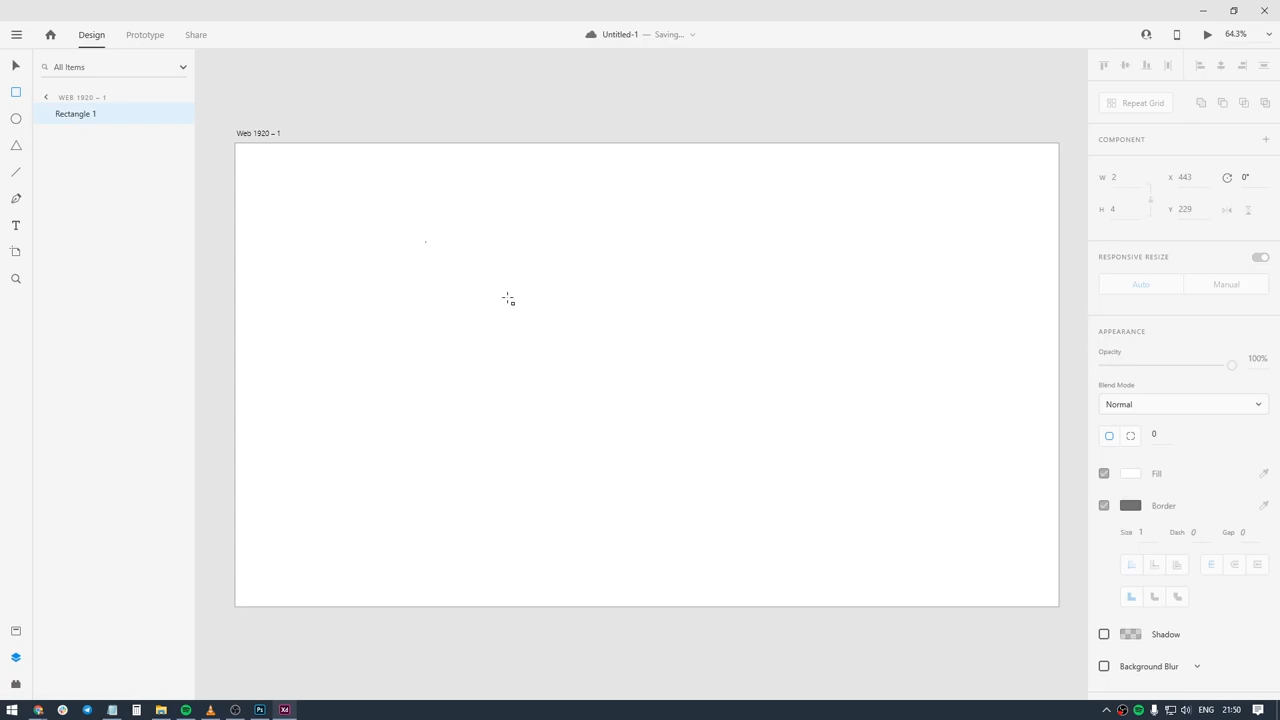 Design
Prototype
Share
Untitled-1 — Saving...
64.3%
All Items
WEB 1920 – 1
Rectangle 1
Web 1920 – 1
Repeat Grid
COMPONENT
W 2
X 443
0°
H 4
Y 229
RESPONSIVE RESIZE
Auto
Manual
APPEARANCE
Opacity
100%
Blend Mode
Normal
0
Fill
Border
Size 1
Dash 0
Gap 0
Shadow
Background Blur
Xd
Ps
ENG
21:50